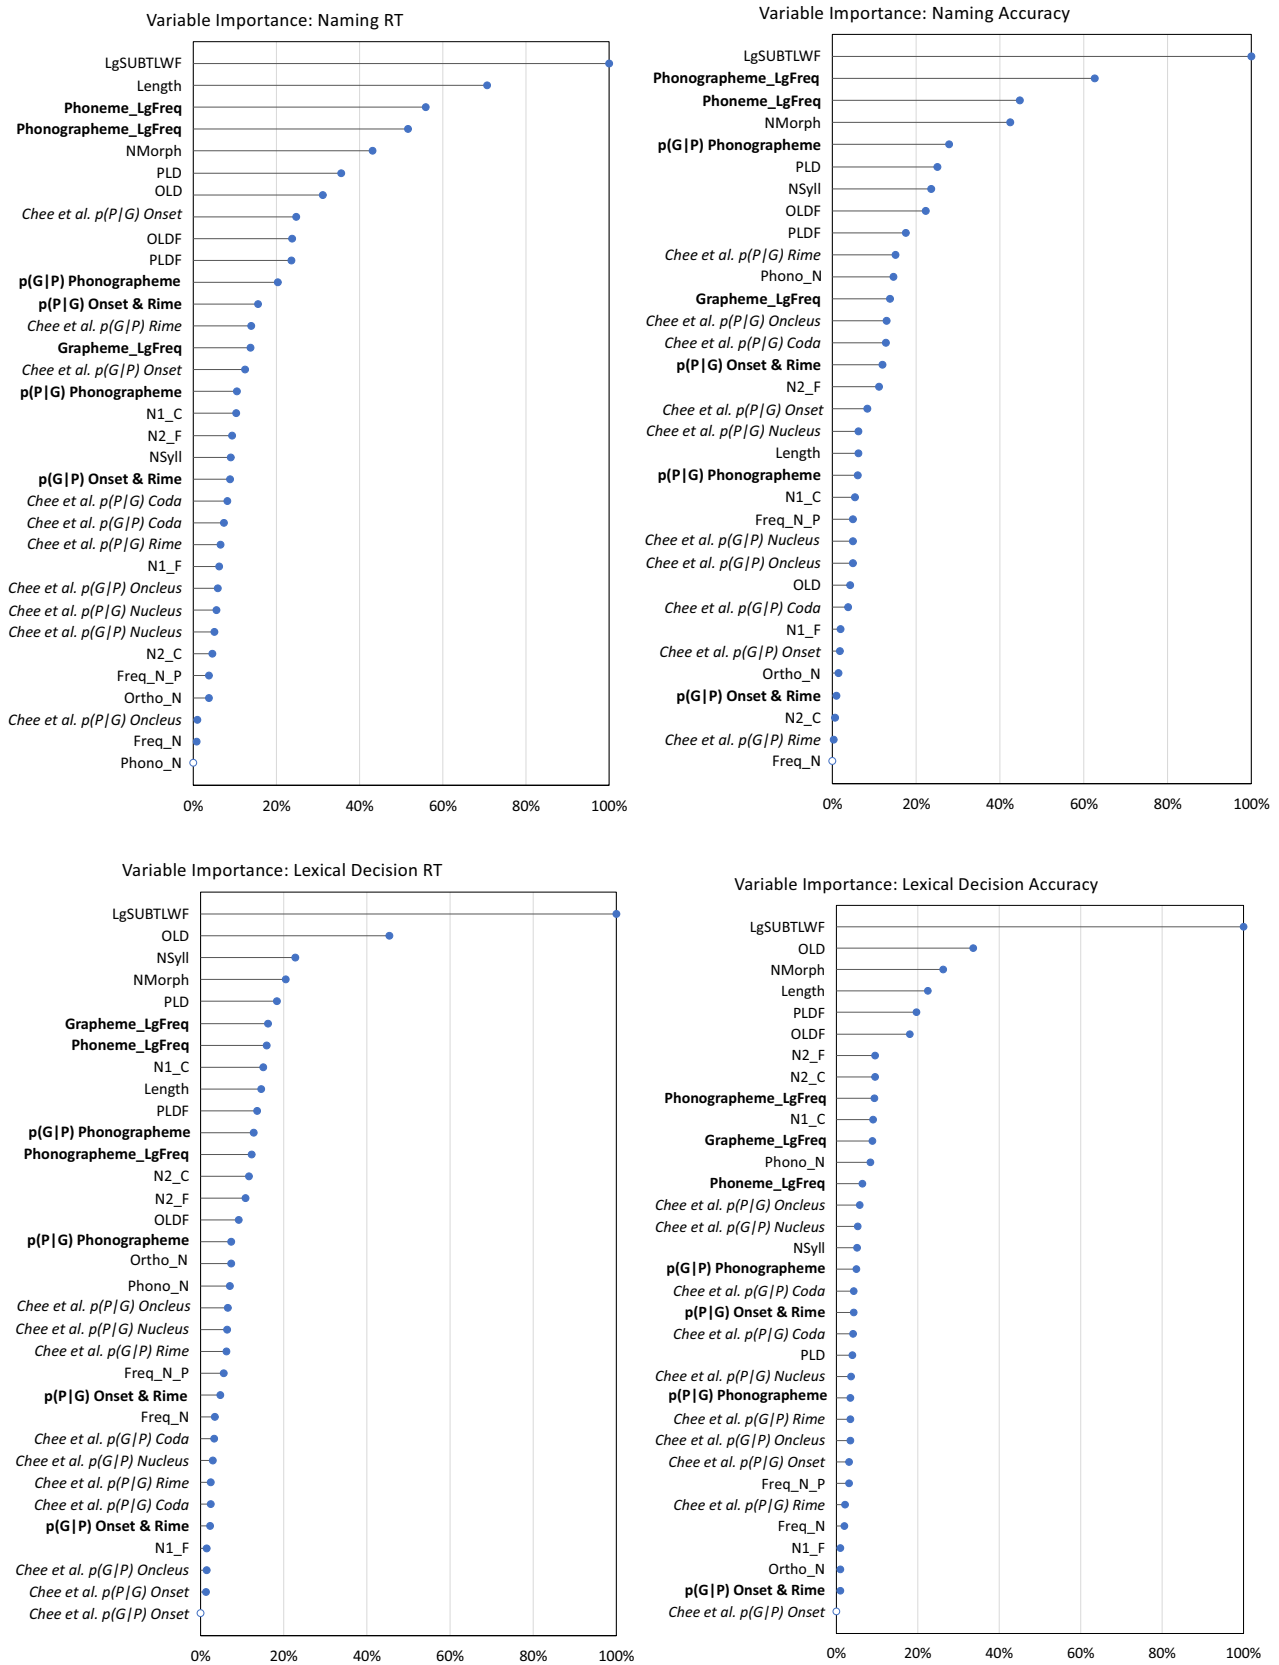 Variable Importance: Naming RT
LgSUBTLWF
Length
Phoneme_LgFreq
Phonographeme_LgFreq
NMorph
PLD
OLD
Chee et al. p(P|G) Onset
OLDF
PLDF
p(G|P) Phonographeme
p(P|G) Onset & Rime
Chee et al. p(G|P) Rime
Grapheme_LgFreq
Chee et al. p(G|P) Onset
p(P|G) Phonographeme
N1_C
N2_F
NSyll
p(G|P) Onset & Rime
Chee et al. p(P|G) Coda
Chee et al. p(G|P) Coda
Chee et al. p(P|G) Rime
N1_F
Chee et al. p(G|P) Oncleus
Chee et al. p(P|G) Nucleus
Chee et al. p(G|P) Nucleus
N2_C
Freq_N_P
Ortho_N
Chee et al. p(P|G) Oncleus
Freq_N
Phono_N
0% 20% 40% 60% 80% 100%
Variable Importance: Naming Accuracy
LgSUBTLWF
Phonographeme_LgFreq
Phoneme_LgFreq
NMorph
p(G|P) Phonographeme
PLD
NSyll
OLDF
PLDF
Chee et al. p(P|G) Rime
Phono_N
Grapheme_LgFreq
Chee et al. p(P|G) Oncleus
Chee et al. p(P|G) Coda
p(P|G) Onset & Rime
N2_F
Chee et al. p(P|G) Onset
Chee et al. p(P|G) Nucleus
Length
p(P|G) Phonographeme
N1_C
Freq_N_P
Chee et al. p(G|P) Nucleus
Chee et al. p(G|P) Oncleus
OLD
Chee et al. p(G|P) Coda
N1_F
Chee et al. p(G|P) Onset
Ortho_N
p(G|P) Onset & Rime
N2_C
Chee et al. p(G|P) Rime
Freq_N
0% 20% 40% 60% 80% 100%
Variable Importance: Lexical Decision RT
LgSUBTLWF
OLD
NSyll
NMorph
PLD
Grapheme_LgFreq
Phoneme_LgFreq
N1_C
Length
PLDF
p(G|P) Phonographeme
Phonographeme_LgFreq
N2_C
N2_F
OLDF
p(P|G) Phonographeme
Ortho_N
Phono_N
Chee et al. p(P|G) Oncleus
Chee et al. p(P|G) Nucleus
Chee et al. p(G|P) Rime
Freq_N_P
p(P|G) Onset & Rime
Freq_N
Chee et al. p(G|P) Coda
Chee et al. p(G|P) Nucleus
Chee et al. p(P|G) Rime
Chee et al. p(P|G) Coda
p(G|P) Onset & Rime
N1_F
Chee et al. p(G|P) Oncleus
Chee et al. p(P|G) Onset
Chee et al. p(G|P) Onset
0% 20% 40% 60% 80% 100%
Variable Importance: Lexical Decision Accuracy
LgSUBTLWF
OLD
NMorph
Length
PLDF
OLDF
N2_F
N2_C
Phonographeme_LgFreq
N1_C
Grapheme_LgFreq
Phono_N
Phoneme_LgFreq
Chee et al. p(P|G) Oncleus
Chee et al. p(G|P) Nucleus
NSyll
p(G|P) Phonographeme
Chee et al. p(G|P) Coda
p(P|G) Onset & Rime
Chee et al. p(P|G) Coda
PLD
Chee et al. p(P|G) Nucleus
p(P|G) Phonographeme
Chee et al. p(G|P) Rime
Chee et al. p(G|P) Oncleus
Chee et al. p(P|G) Onset
Freq_N_P
Chee et al. p(P|G) Rime
Freq_N
N1_F
Ortho_N
p(G|P) Onset & Rime
Chee et al. p(G|P) Onset
0% 20% 40% 60% 80% 100%